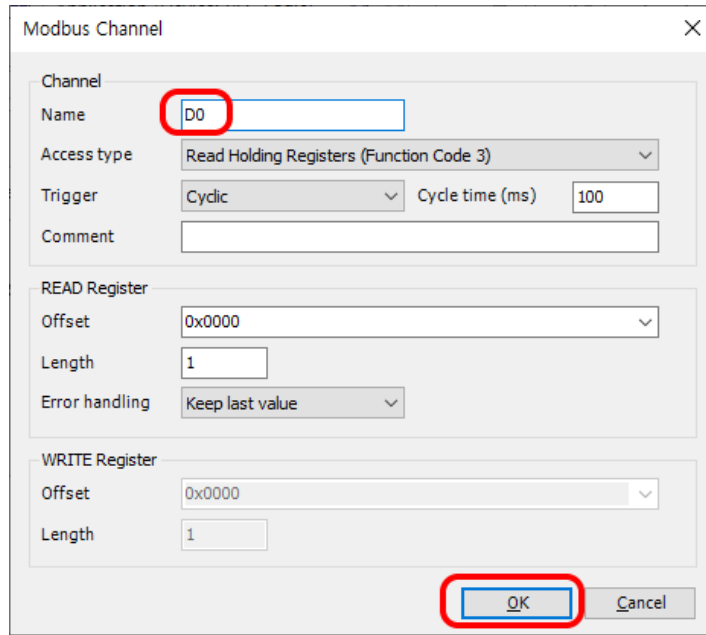 Modbus Channel
Channel
Name D0
Access type Read Holding Registers (Function Code 3)
Trigger Cyclic Cycle time (ms) 100
Comment
READ Register
Offset 0x0000
Length 1
Error handling Keep last value
WRITE Register
Offset 0x0000
Length 1
OK Cancel